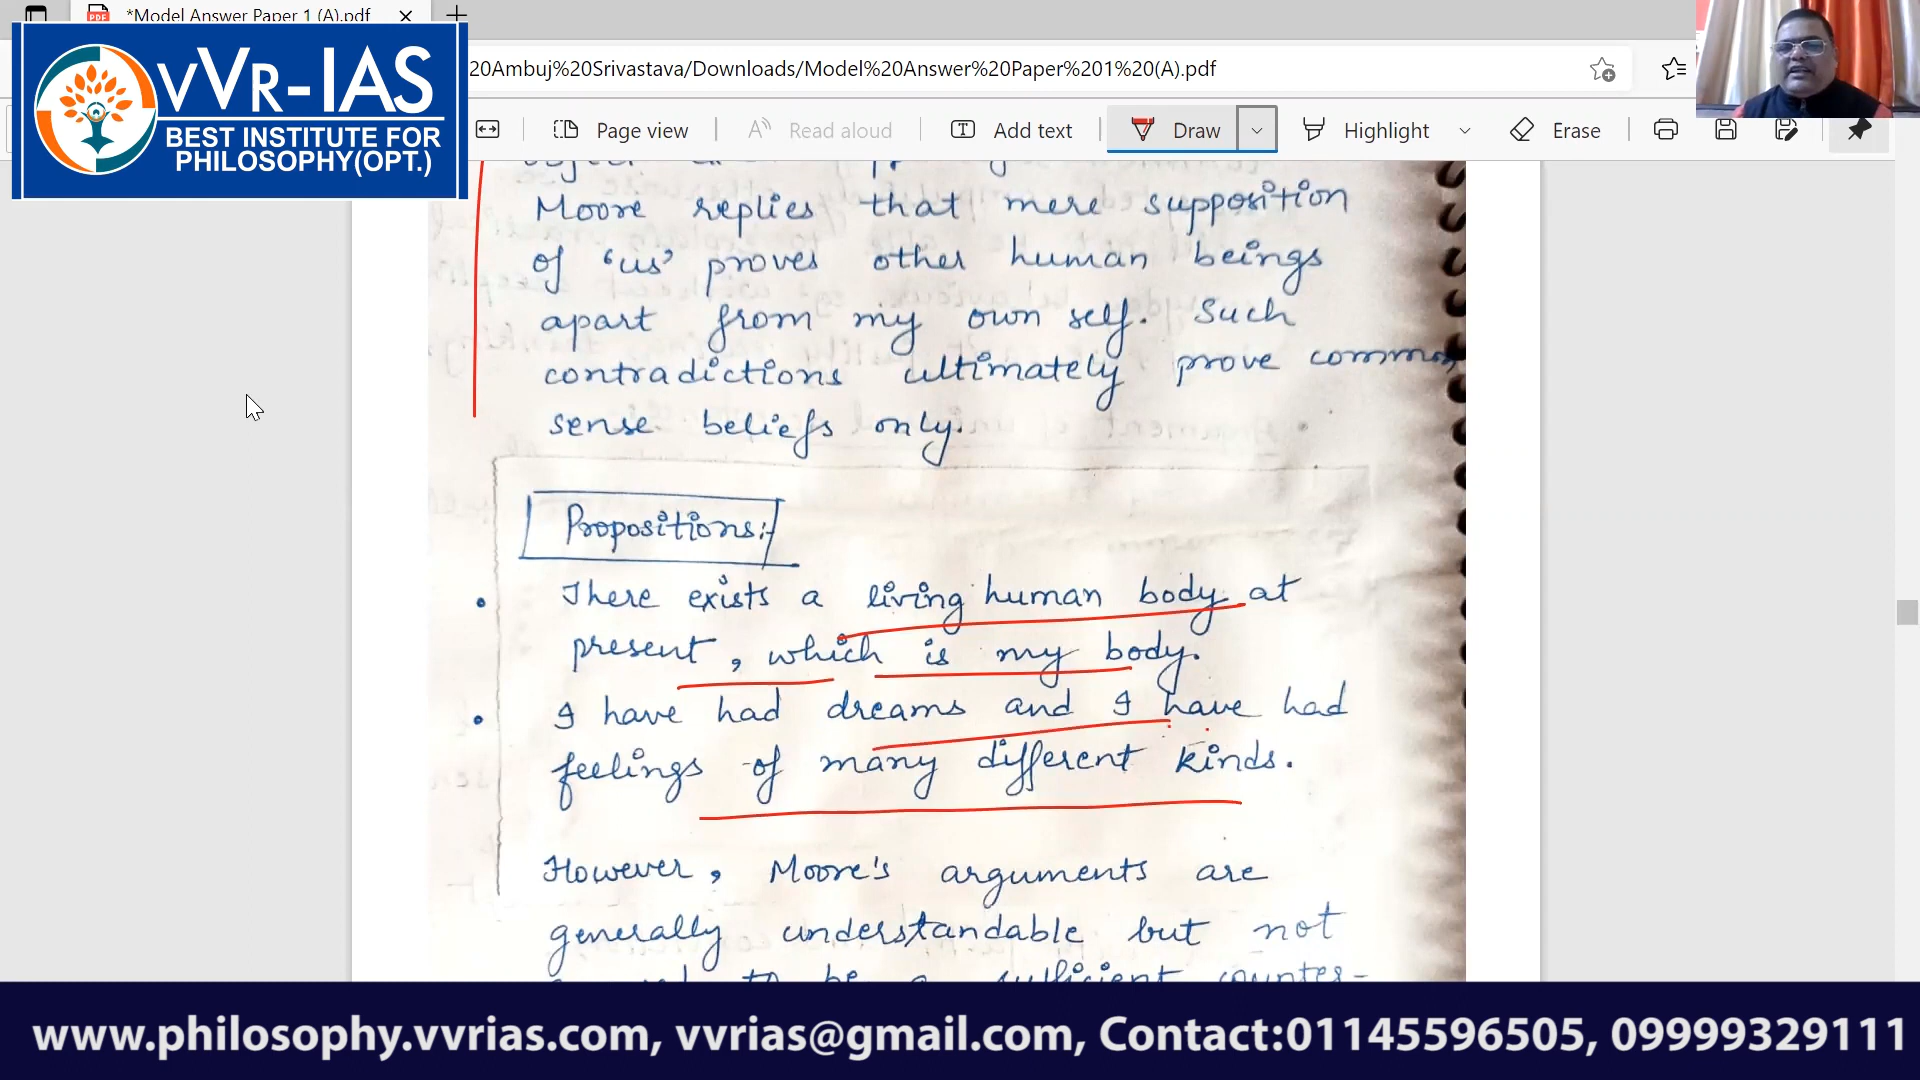 *Model Answer Paper 1 (A).pdf
20Ambuj%20Srivastava/Downloads/Model%20Answer%20Paper%201%20(A).pdf
VVR-IAS
BEST INSTITUTE FOR
PHILOSOPHY(OPT.)
Page view
Read aloud
Add text
Draw
Highlight
Erase
Moore replies that mere supposition
of 'us' proves other human beings
apart from my own self. Such
contradictions ultimately prove common
sense beliefs only.
Propositions:-
• There exists a living human body at
present, which is my body.
• I have had dreams and I have had
feelings of many different kinds.
However, Moore's arguments are
generally understandable but not
to be a sufficient counter-
www.philosophy.vvrias.com, vvrias@gmail.com, Contact:01145596505, 09999329111